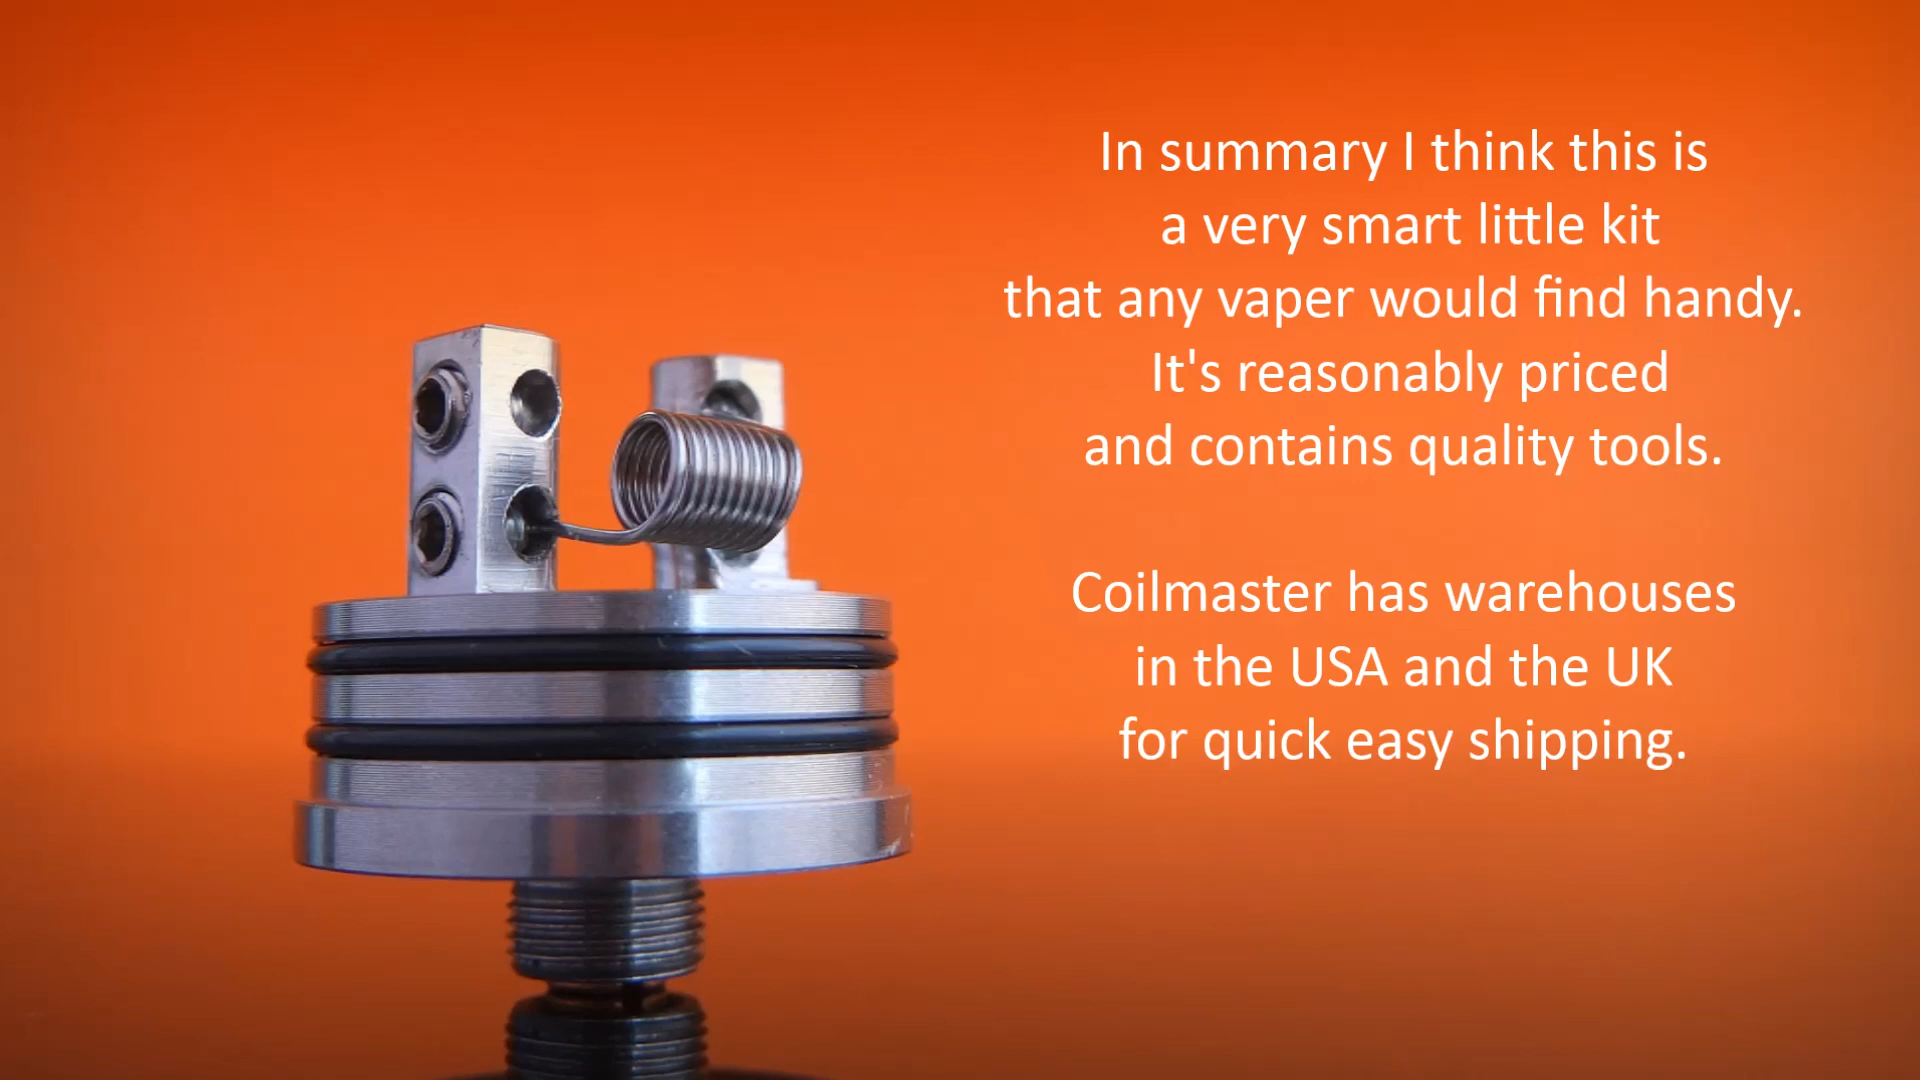 In summary I think this is
a very smart little kit
that any vaper would find handy.
It's reasonably priced
and contains quality tools.
Coilmaster has warehouses
in the USA and the UK
for quick easy shipping.